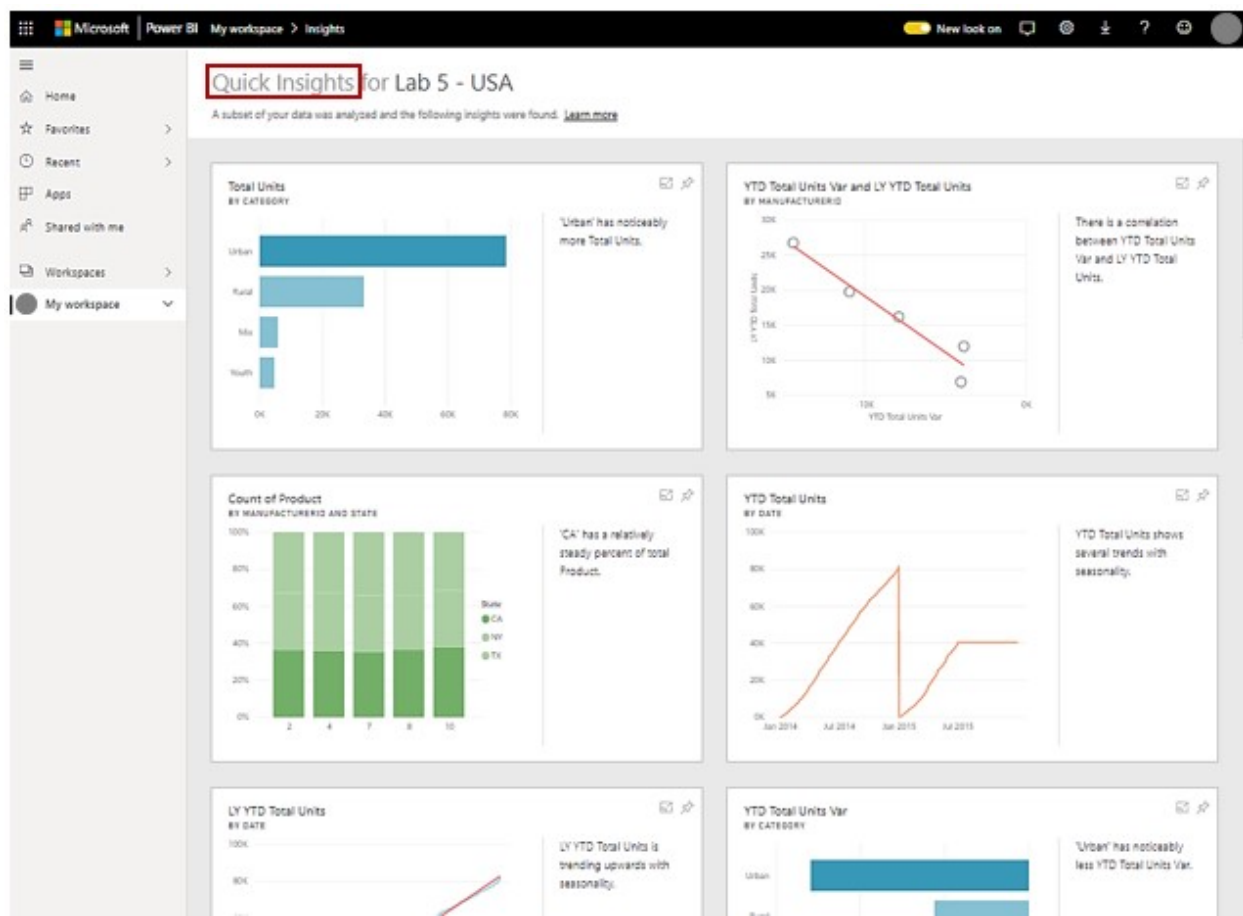 Microsoft Power BI My workspace > Insights
New look on
?
Home
Favorites
Recent
Apps
Shared with me
Workspaces
My workspace
Quick Insights for Lab 5 - USA
A subset of your data was analyzed and the following insights were found. Learn more
Total Units
BY CATEGORY
Urban
Rural
Mix
Youth
0K 20K 40K 60K 80K
'Urban' has noticeably
more Total Units.
YTD Total Units Var and LY YTD Total Units
BY MANUFACTURERID
LY YTD Total Units
30K
25K
20K
15K
10K
5K
10K 0K
YTD Total Units Var
There is a correlation
between YTD Total Units
Var and LY YTD Total
Units.
Count of Product
BY MANUFACTURERID AND STATE
100%
80%
60%
40%
20%
0%
2 4 7 8 10
State
CA
NY
TX
'CA' has a relatively
steady percent of total
Product.
YTD Total Units
BY DATE
100K
80K
60K
40K
20K
0K
Jan 2014 Jul 2014 Jan 2015 Jul 2015
YTD Total Units shows
several trends with
seasonality.
LY YTD Total Units
BY DATE
100K
80K
LY YTD Total Units is
trending upwards with
seasonality.
YTD Total Units Var
BY CATEGORY
Urban
'Urban' has noticeably
less YTD Total Units Var.